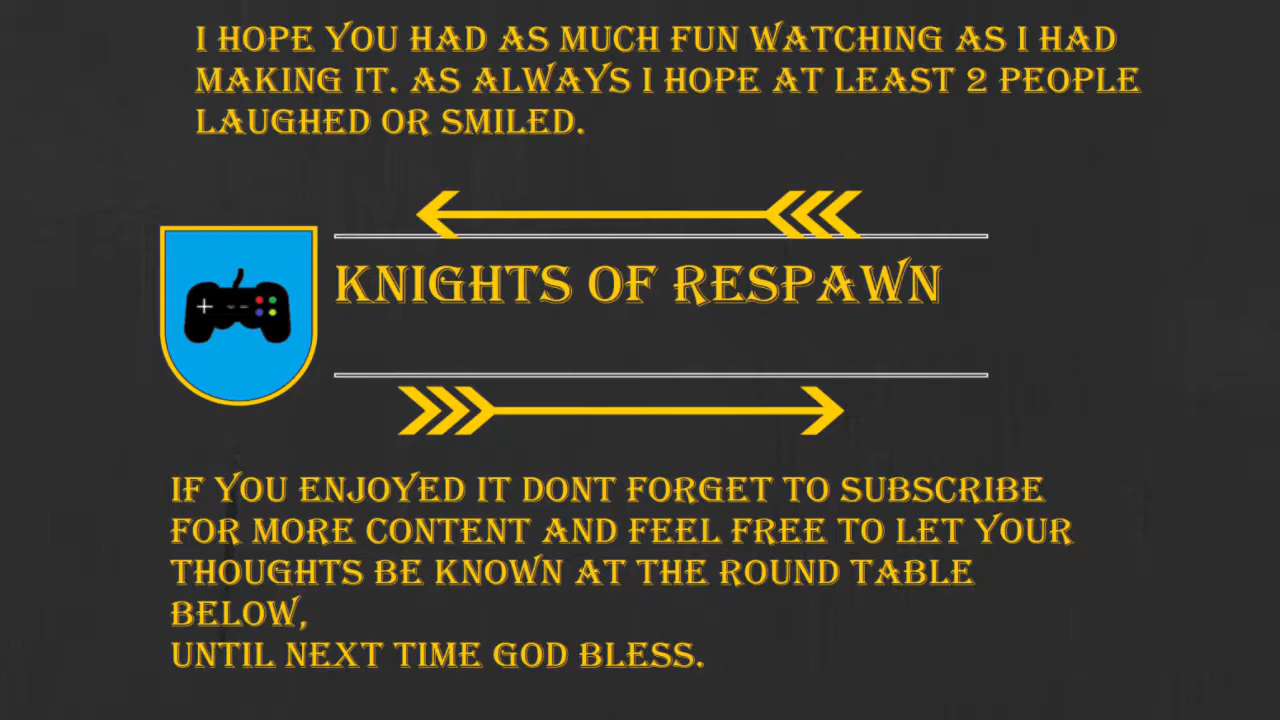 I HOPE YOU HAD AS MUCH FUN WATCHING AS I HAD
MAKING IT. AS ALWAYS I HOPE AT LEAST 2 PEOPLE
LAUGHED OR SMILED.
KNIGHTS OF RESPAWN
IF YOU ENJOYED IT DONT FORGET TO SUBSCRIBE
FOR MORE CONTENT AND FEEL FREE TO LET YOUR
THOUGHTS BE KNOWN AT THE ROUND TABLE
BELOW,
UNTIL NEXT TIME GOD BLESS.